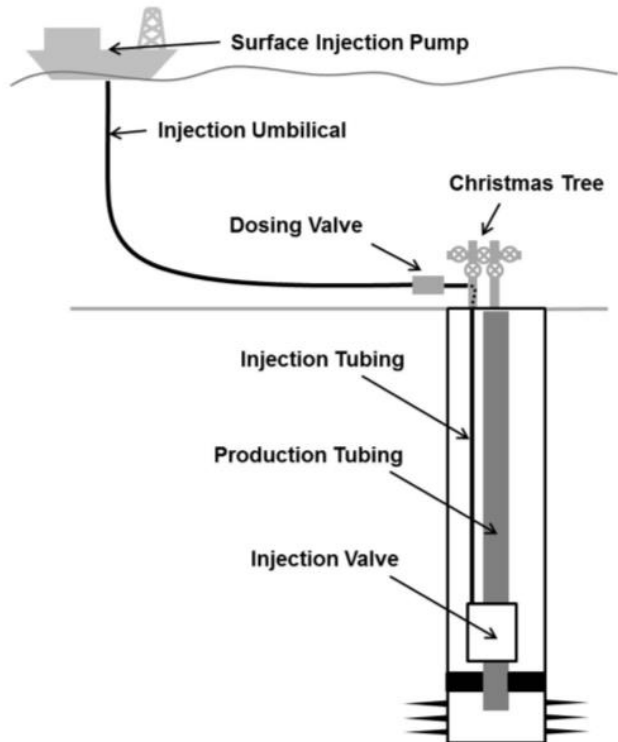 Surface Injection Pump
Injection Umbilical
Christmas Tree
Dosing Valve
Injection Tubing
Production Tubing
Injection Valve